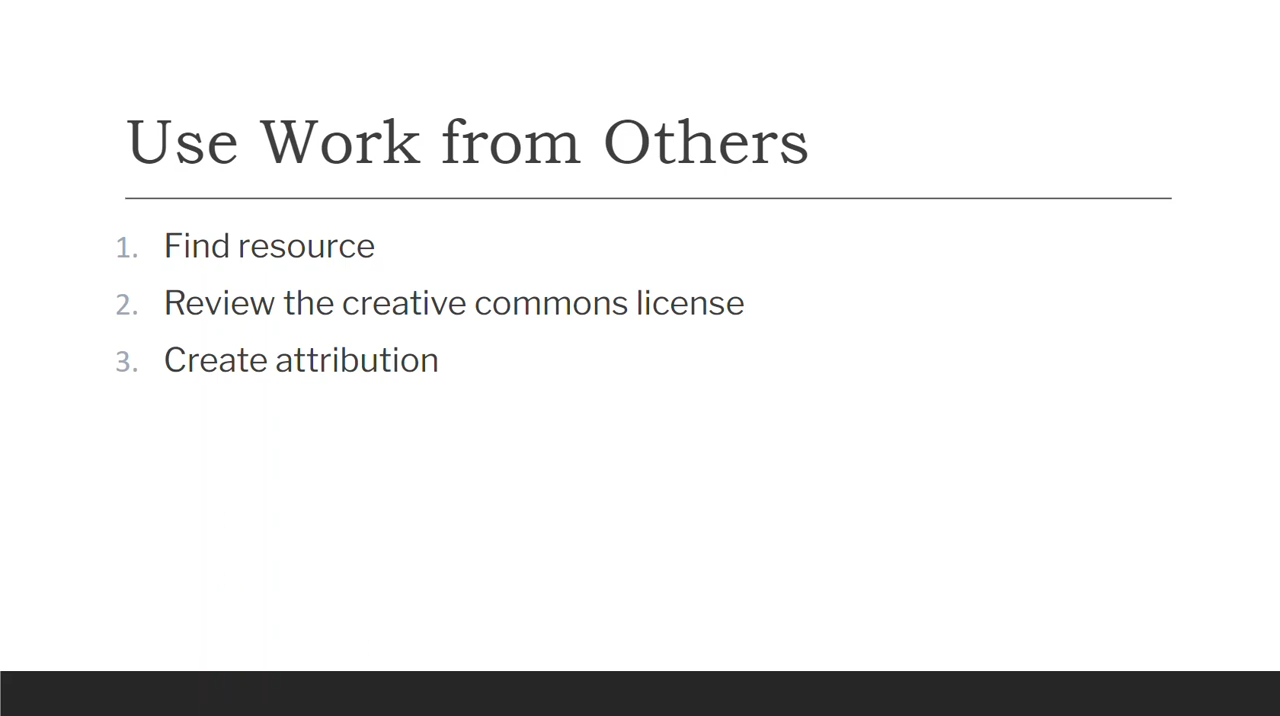 Use Work from Others
1. Find resource
2. Review the creative commons license
3. Create attribution